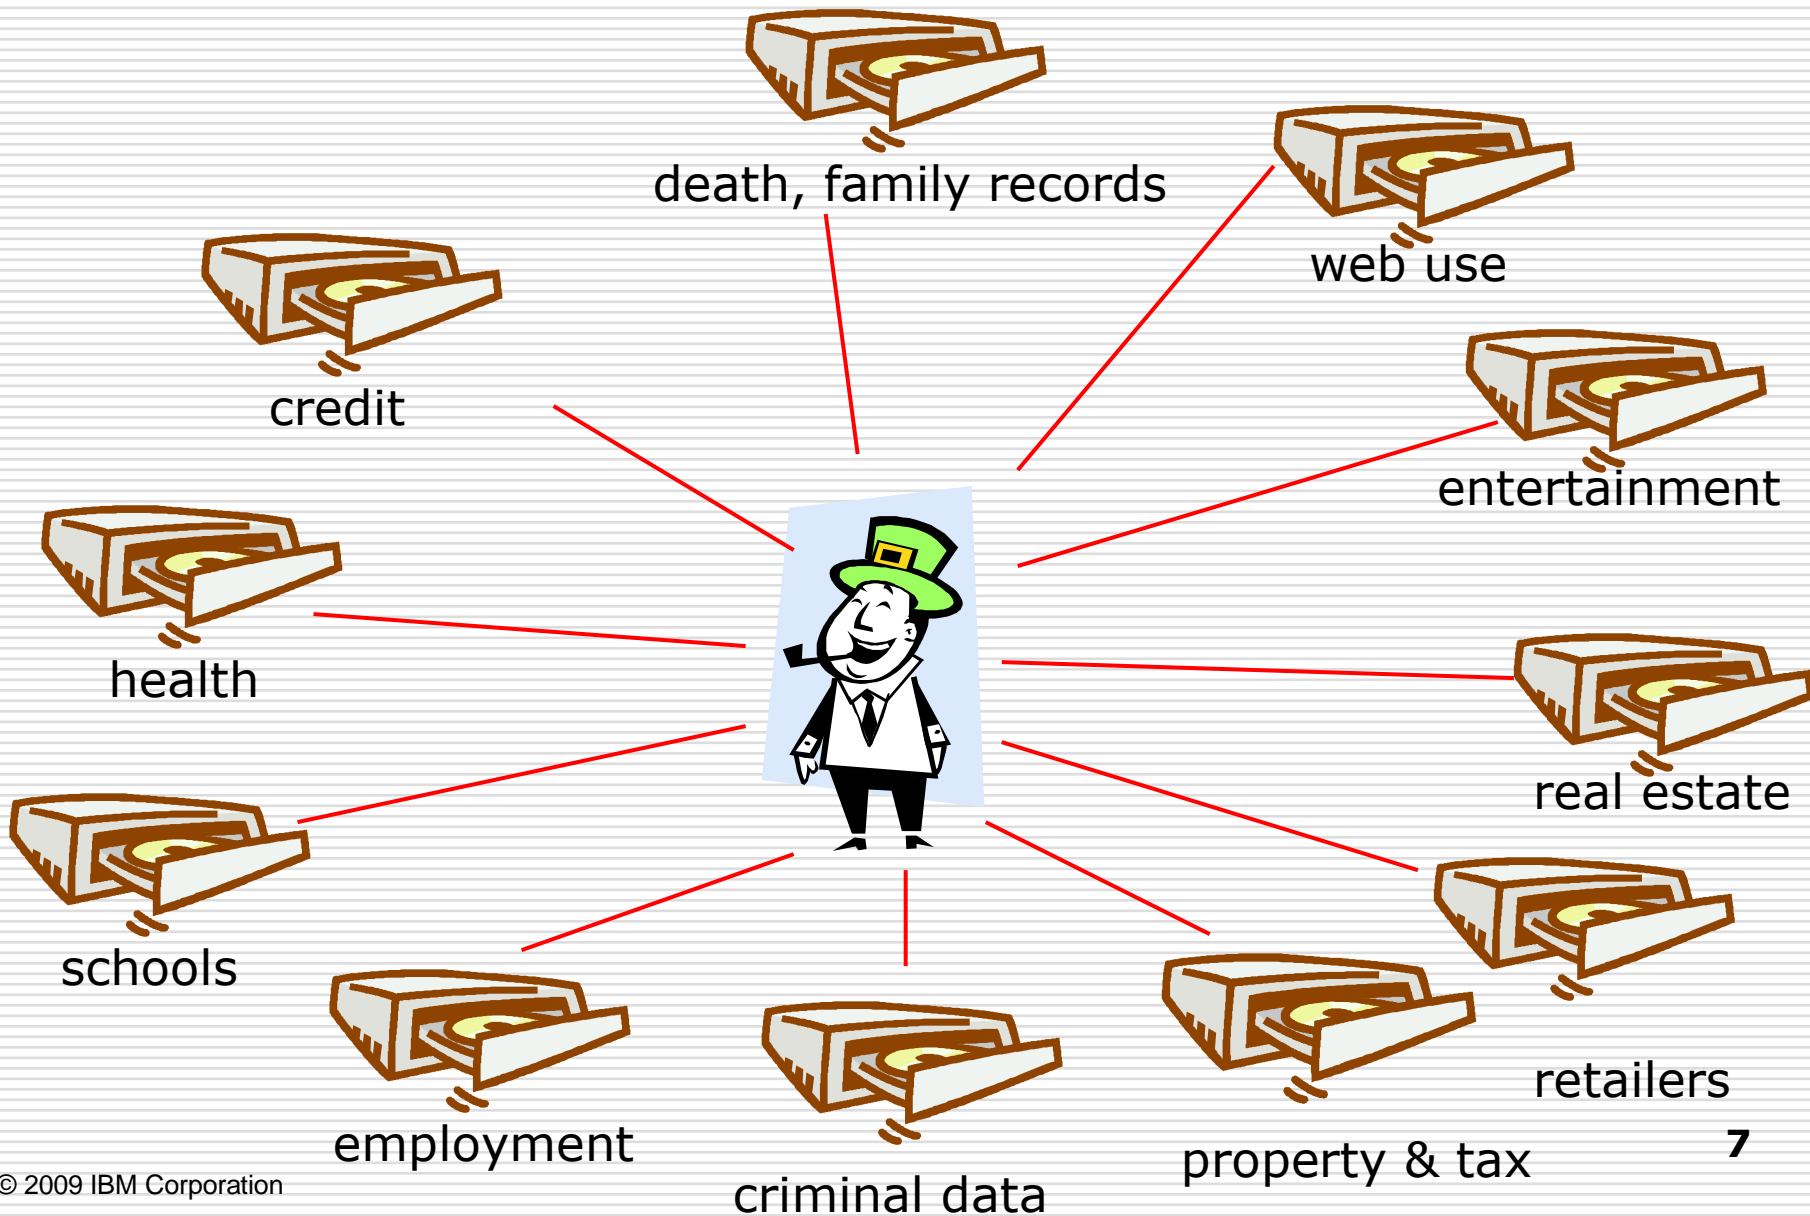 death, family records
web use
credit
entertainment
health
real estate
schools
retailers
employment
property & tax
7
© 2009 IBM Corporation
criminal data